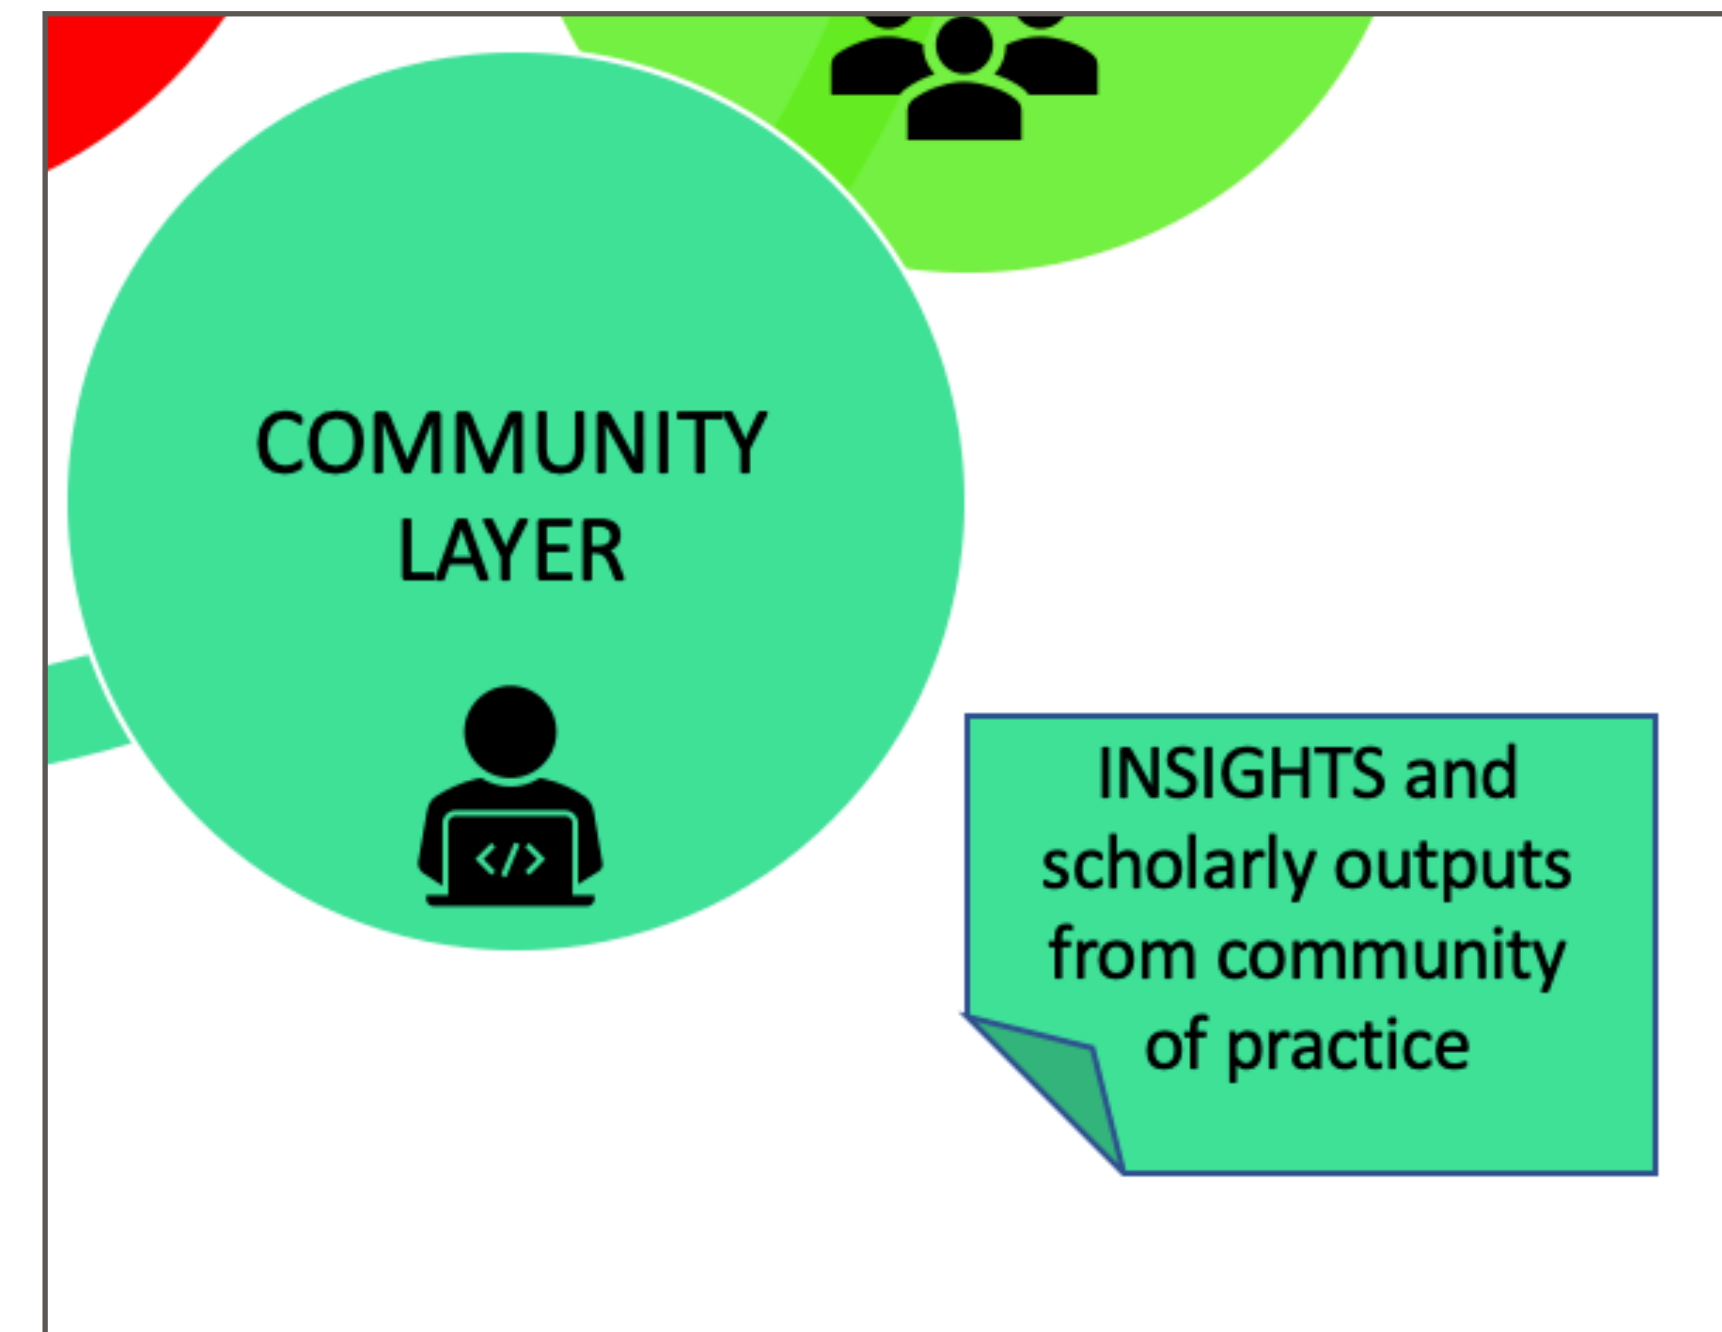 COMMUNITY
LAYER
</>
INSIGHTS and
scholarly outputs
from community
of practice